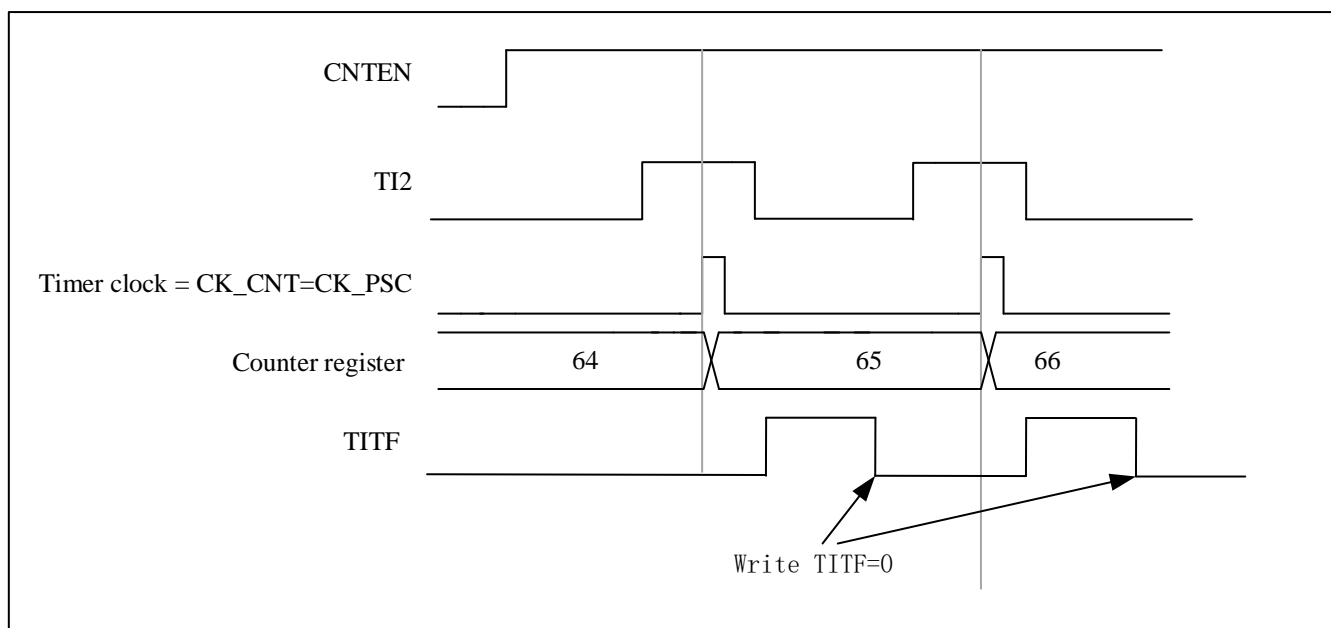 CNTEN
TI2
Timer clock = CK_CNT=CK_PSC
Counter register 64 65 66
TITF
Write TITF=0